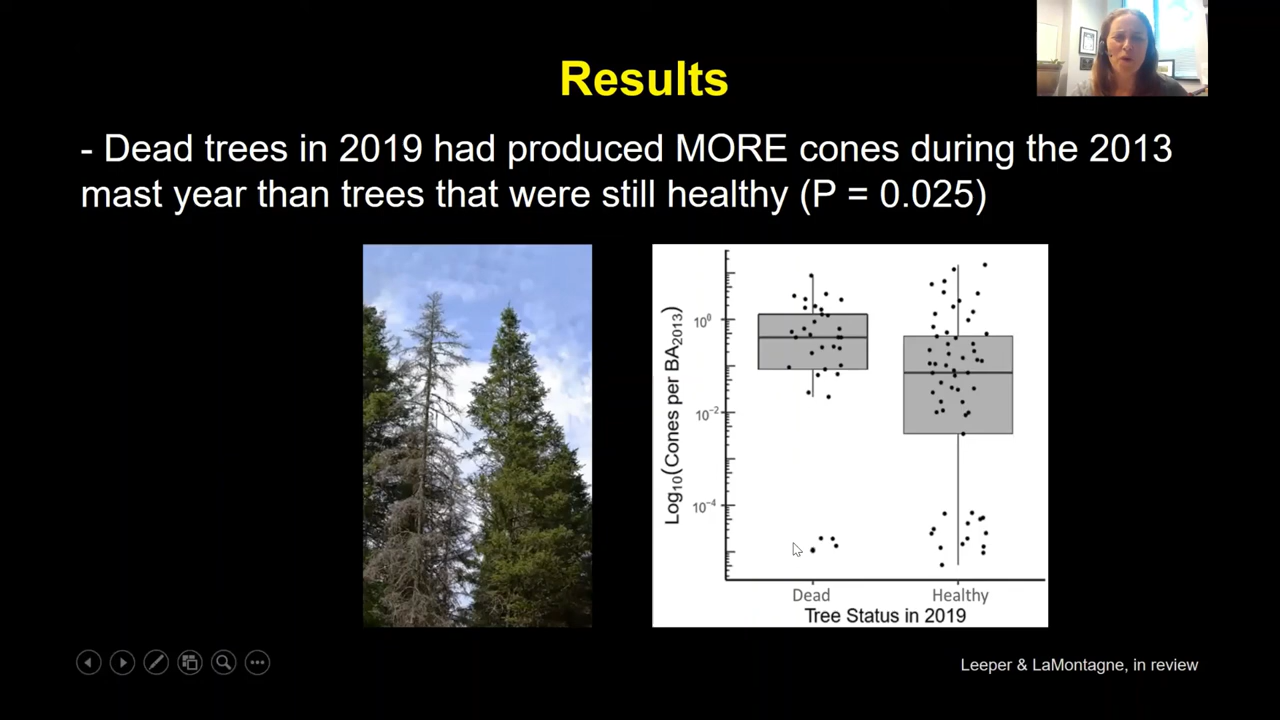 Results
- Dead trees in 2019 had produced MORE cones during the 2013
mast year than trees that were still healthy (P = 0.025)
Log₁₀(Cones per BA₂₀₁₃)
10⁰
10⁻²
10⁻⁴
Dead Healthy
Tree Status in 2019
Leeper & LaMontagne, in review